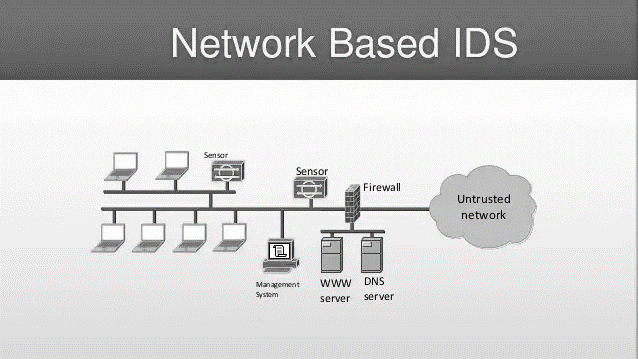 Network Based IDS
Sensor
Sensor
Firewall
Untrusted
network
Management
System
WWW
server
DNS
server